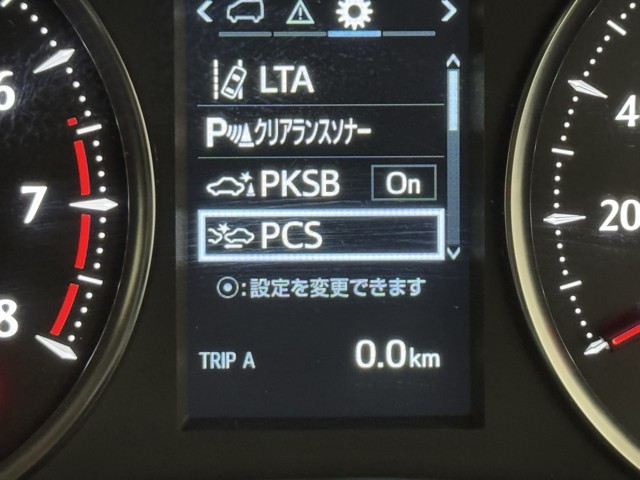 LTA
クリアランスソナー
PKSB On
PCS
:設定を変更できます
TRIP A 0.0km
6
7
8
4
20